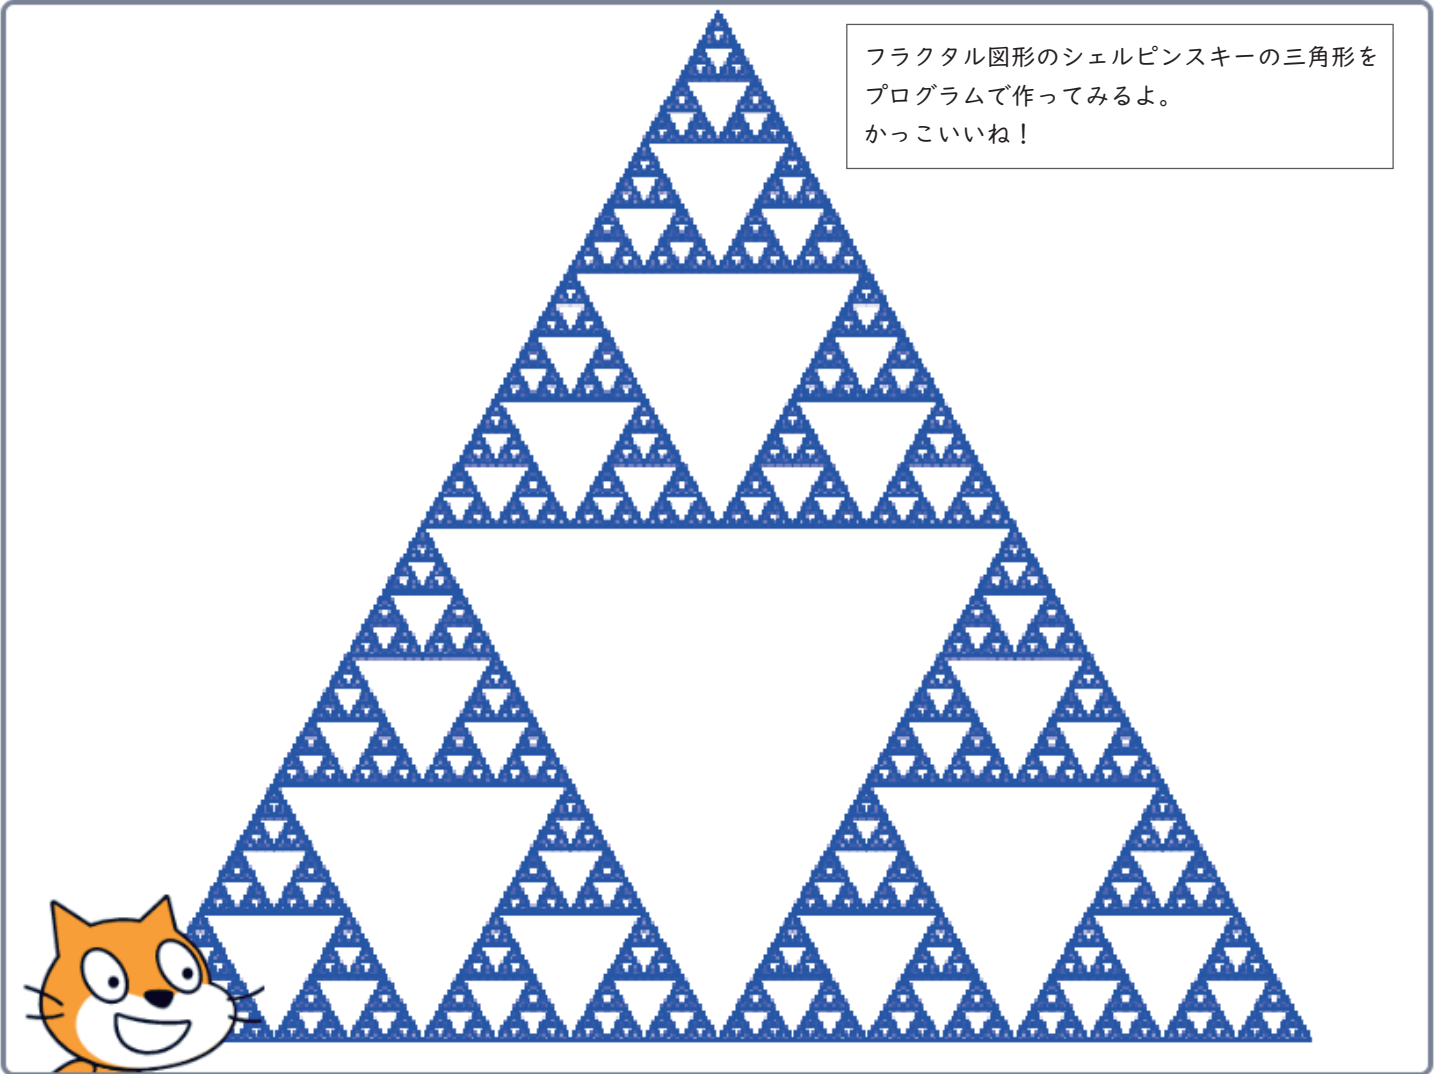 フラクタル図形のシェルピンスキーの三角形を
プログラムで作ってみるよ。
かっこいいね！